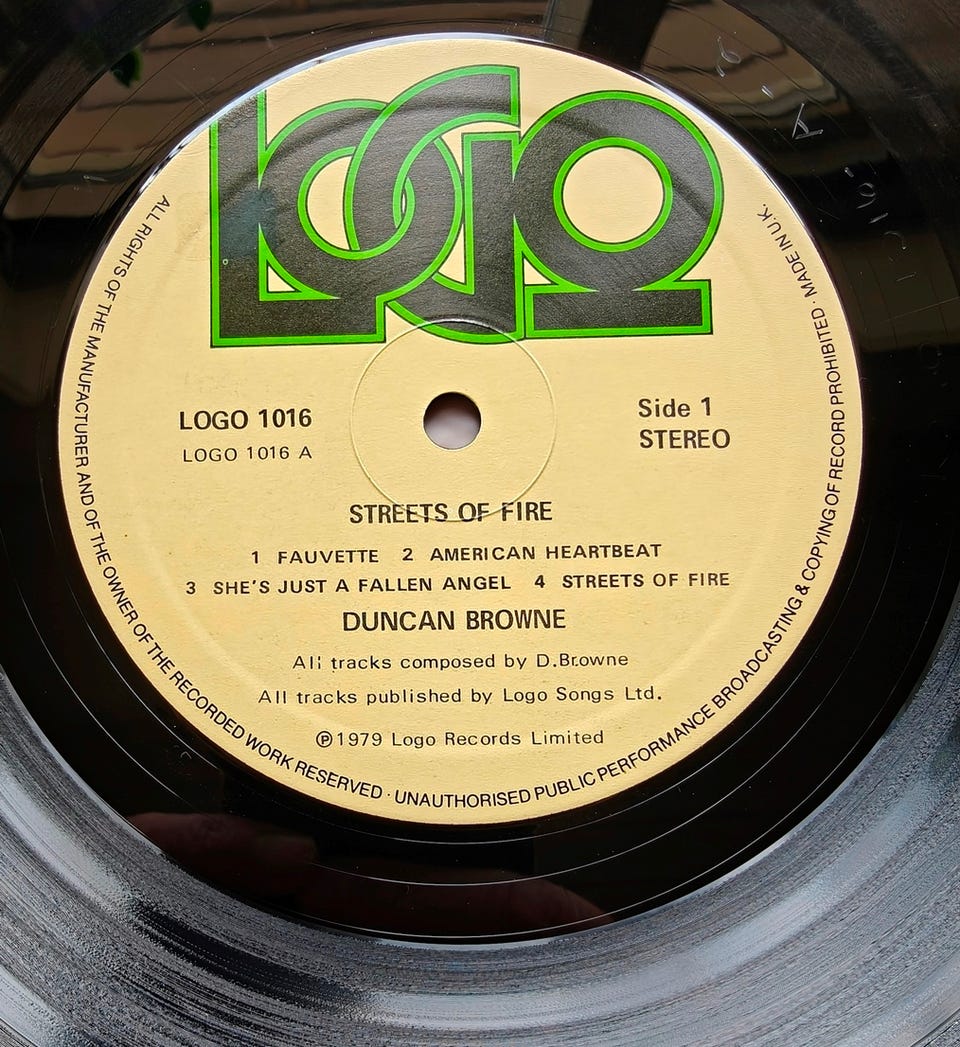 LOGO
LOGO 1016
LOGO 1016 A
Side 1
STEREO
STREETS OF FIRE
1 FAUVETTE 2 AMERICAN HEARTBEAT
3 SHE'S JUST A FALLEN ANGEL 4 STREETS OF FIRE
DUNCAN BROWNE
All tracks composed by D.Browne
All tracks published by Logo Songs Ltd.
℗1979 Logo Records Limited
ALL RIGHTS OF THE MANUFACTURER AND OF THE OWNER OF THE RECORDED WORK RESERVED · UNAUTHORISED PUBLIC PERFORMANCE BROADCASTING & COPYING OF RECORD PROHIBITED · MADE IN U.K.